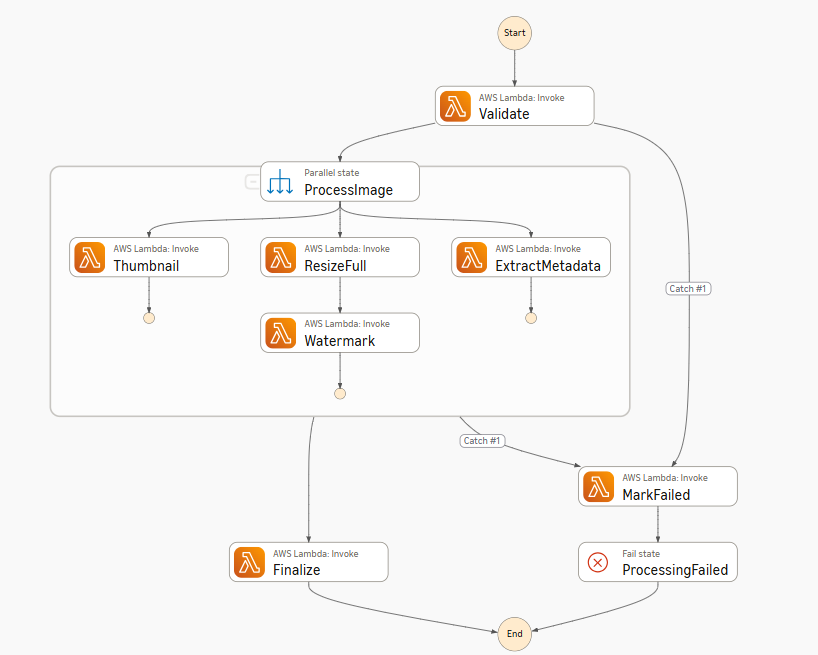 Start
AWS Lambda: Invoke
Validate
Parallel state
ProcessImage
AWS Lambda: Invoke
Thumbnail
AWS Lambda: Invoke
ResizeFull
AWS Lambda: Invoke
ExtractMetadata
Catch #1
AWS Lambda: Invoke
Watermark
Catch #1
AWS Lambda: Invoke
MarkFailed
AWS Lambda: Invoke
Finalize
Fail state
ProcessingFailed
End